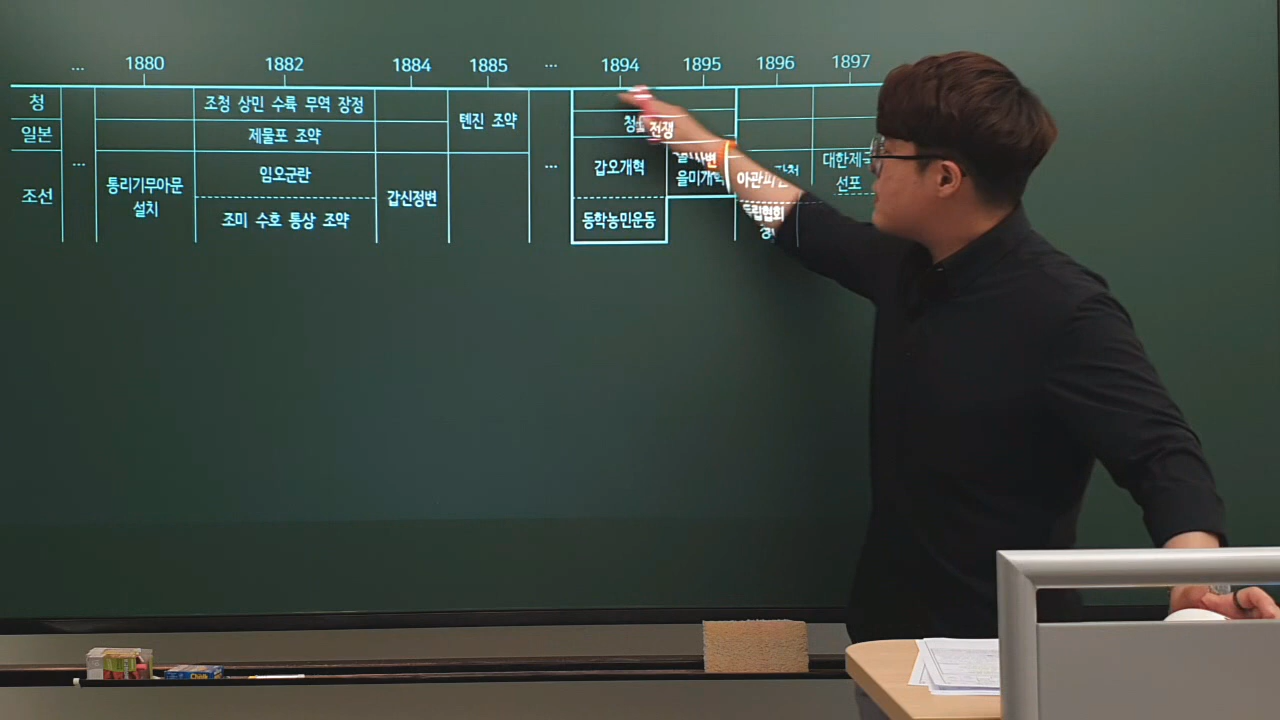 ... 1880 1882 1884 1885 ... 1894 1895 1896 1897
청 조청 상민 수륙 무역 장정
톈진 조약
일본 제물포 조약
전쟁
... 임오군란 ... 갑오개혁
대한제국
통리기무아문
을미개혁
조선 갑신정변
선포
설치
조미 수호 통상 조약 동학농민운동
독립협회